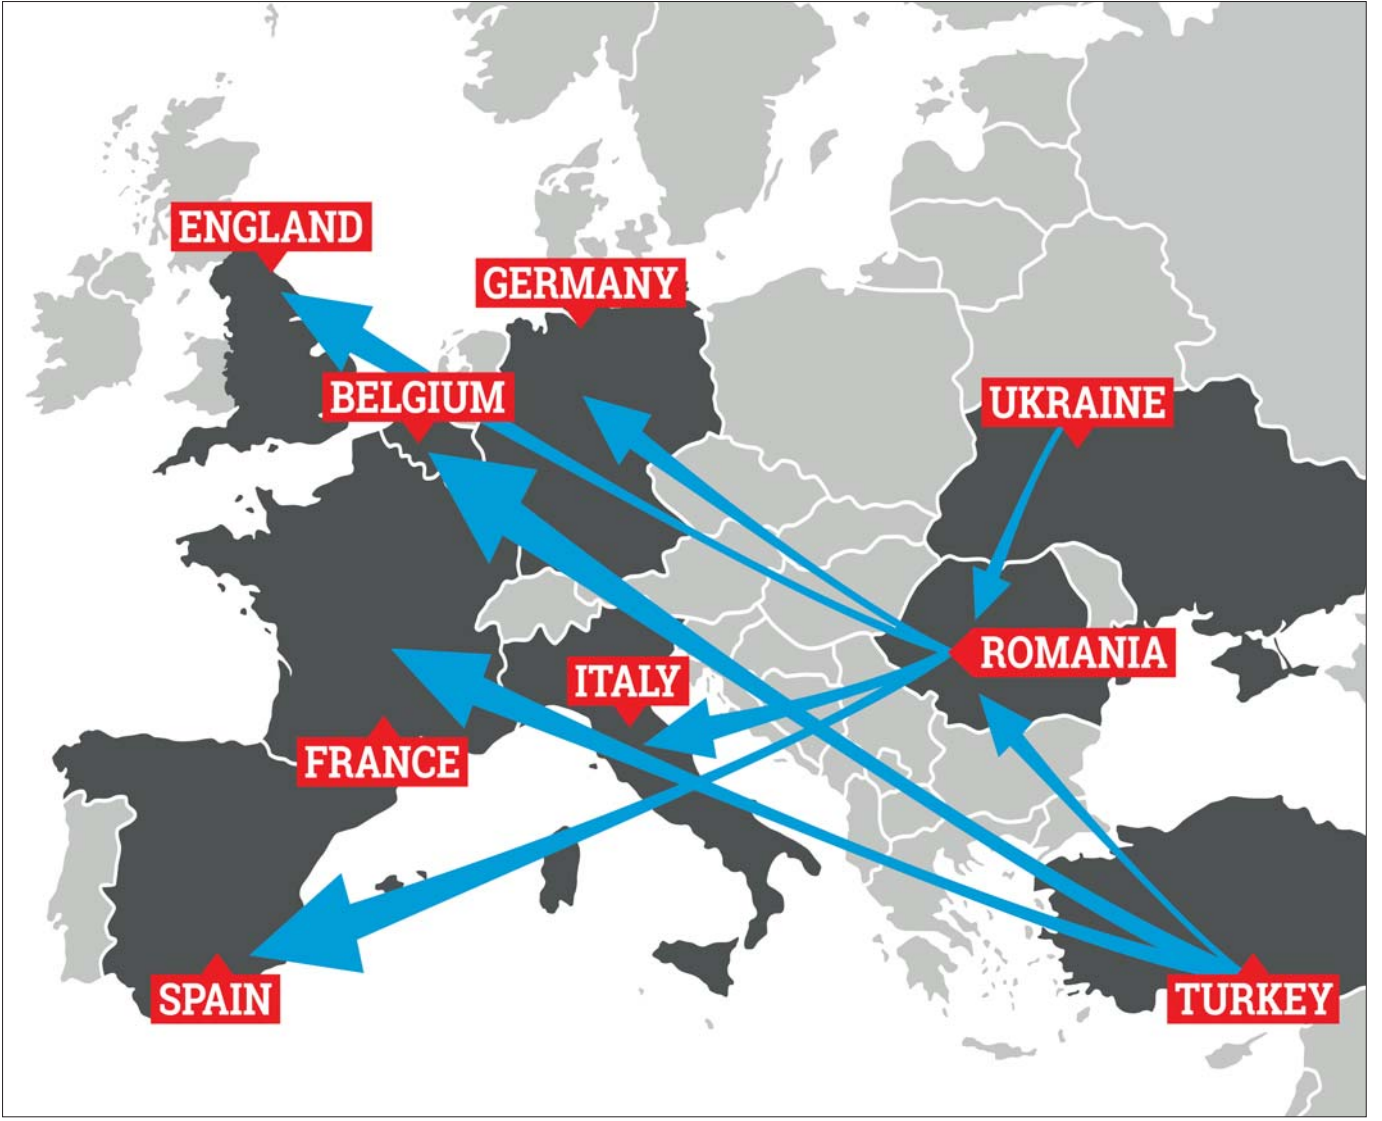 ENGLAND
GERMANY
BELGIUM
UKRAINE
ROMANIA
ITALY
FRANCE
SPAIN
TURKEY